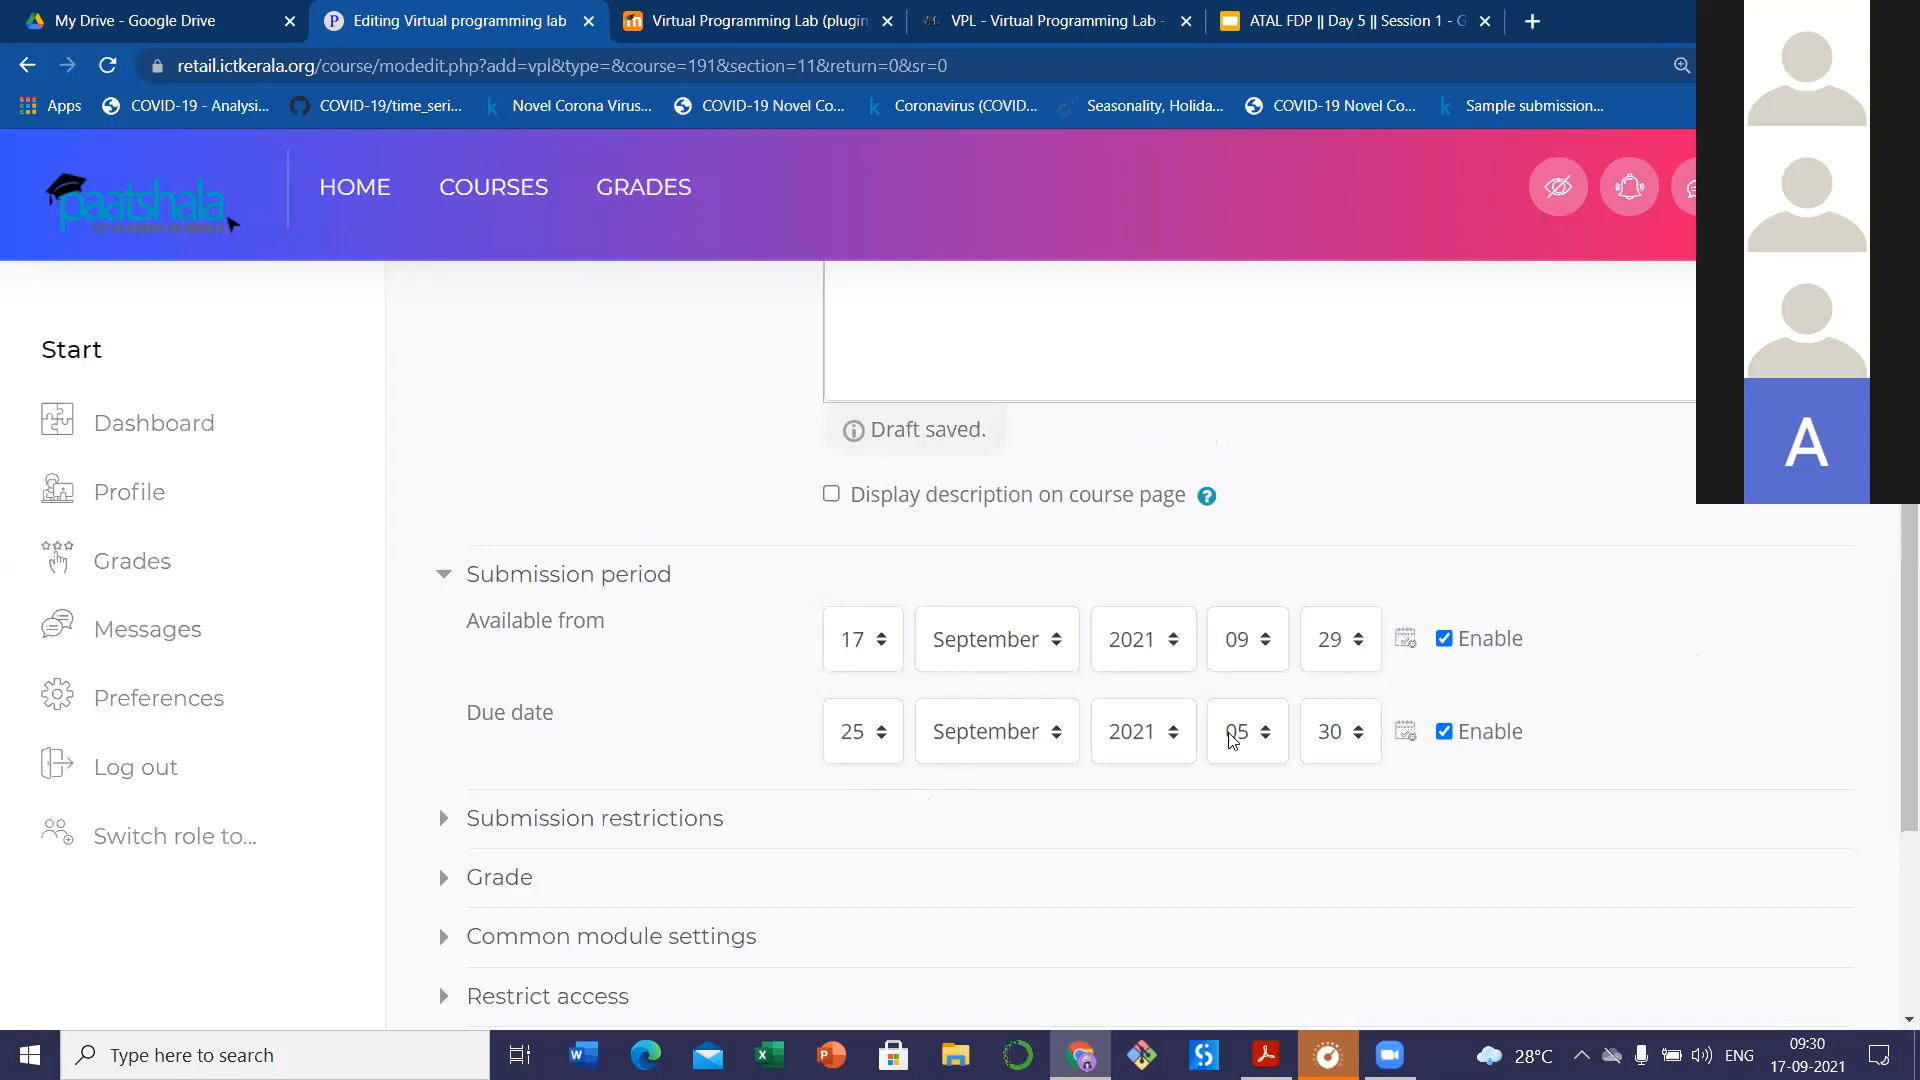 My Drive - Google Drive
Editing Virtual programming lab
Virtual Programming Lab (plugin
VPL - Virtual Programming Lab -
ATAL FDP || Day 5 || Session 1 - G
retail.ictkerala.org/course/modedit.php?add=vpl&type=&course=191&section=11&return=0&sr=0
Apps
COVID-19 - Analysi...
COVID-19/time_seri...
Novel Corona Virus...
COVID-19 Novel Co...
Coronavirus (COVID...
Seasonality, Holida...
COVID-19 Novel Co...
Sample submission...
paatshala
ICT ACADEMY OF KERALA
HOME
COURSES
GRADES
A
Start
Dashboard
Profile
Grades
Messages
Preferences
Log out
Switch role to...
Draft saved.
Display description on course page
Submission period
Available from
17 September 2021 09 29 Enable
Due date
25 September 2021 05 30 Enable
Submission restrictions
Grade
Common module settings
Restrict access
Type here to search
28°C
ENG
09:30
17-09-2021